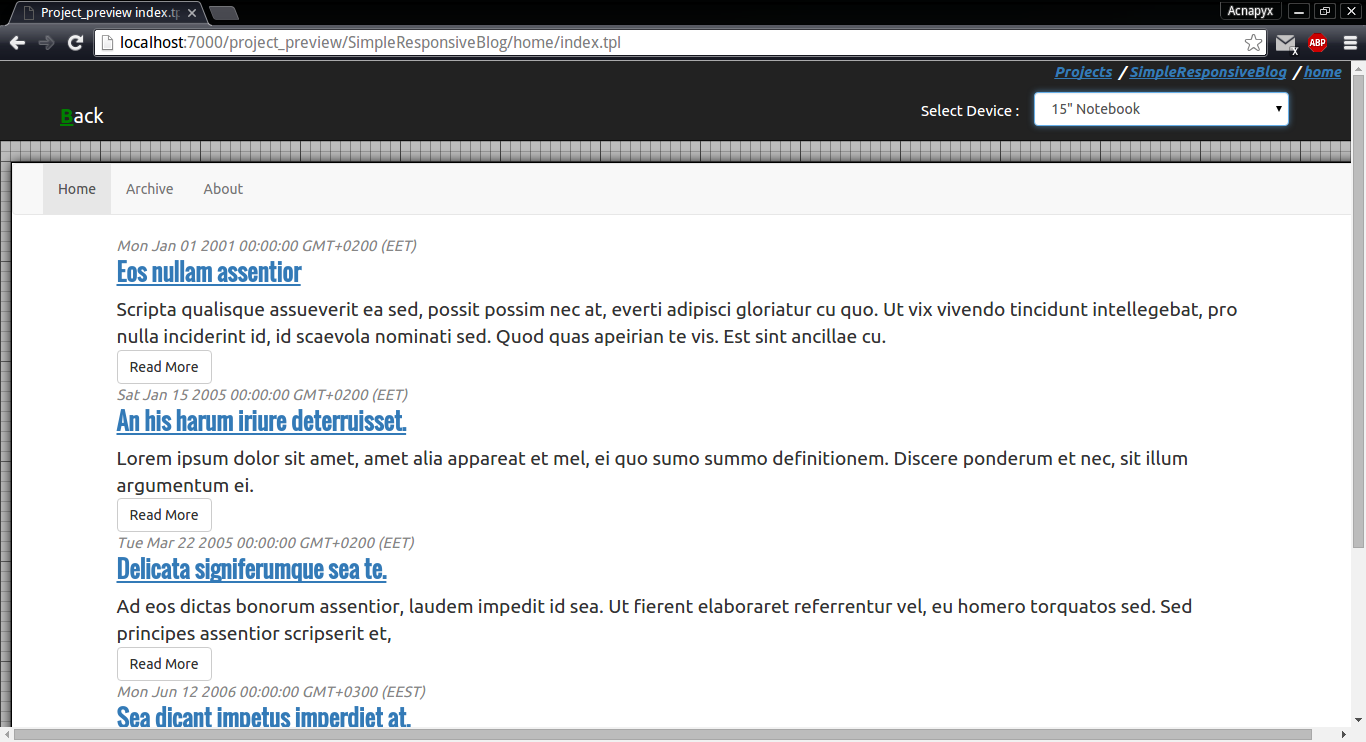 Project_preview index.tp
Acnapyx
localhost:7000/project_preview/SimpleResponsiveBlog/home/index.tpl
ABP
x
Projects / SimpleResponsiveBlog / home
Back
Select Device :
15" Notebook
Home
Archive
About
Mon Jan 01 2001 00:00:00 GMT+0200 (EET)
Eos nullam assentior
Scripta qualisque assueverit ea sed, possit possim nec at, everti adipisci gloriatur cu quo. Ut vix vivendo tincidunt intellegebat, pro
nulla inciderint id, id scaevola nominati sed. Quod quas apeirian te vis. Est sint ancillae cu.
Read More
Sat Jan 15 2005 00:00:00 GMT+0200 (EET)
An his harum iriure deterruisset.
Lorem ipsum dolor sit amet, amet alia appareat et mel, ei quo sumo summo definitionem. Discere ponderum et nec, sit illum
argumentum ei.
Read More
Tue Mar 22 2005 00:00:00 GMT+0200 (EET)
Delicata signiferumque sea te.
Ad eos dictas bonorum assentior, laudem impedit id sea. Ut fierent elaboraret referrentur vel, eu homero torquatos sed. Sed
principes assentior scripserit et,
Read More
Mon Jun 12 2006 00:00:00 GMT+0300 (EEST)
Sea dicant impetus imperdiet at.